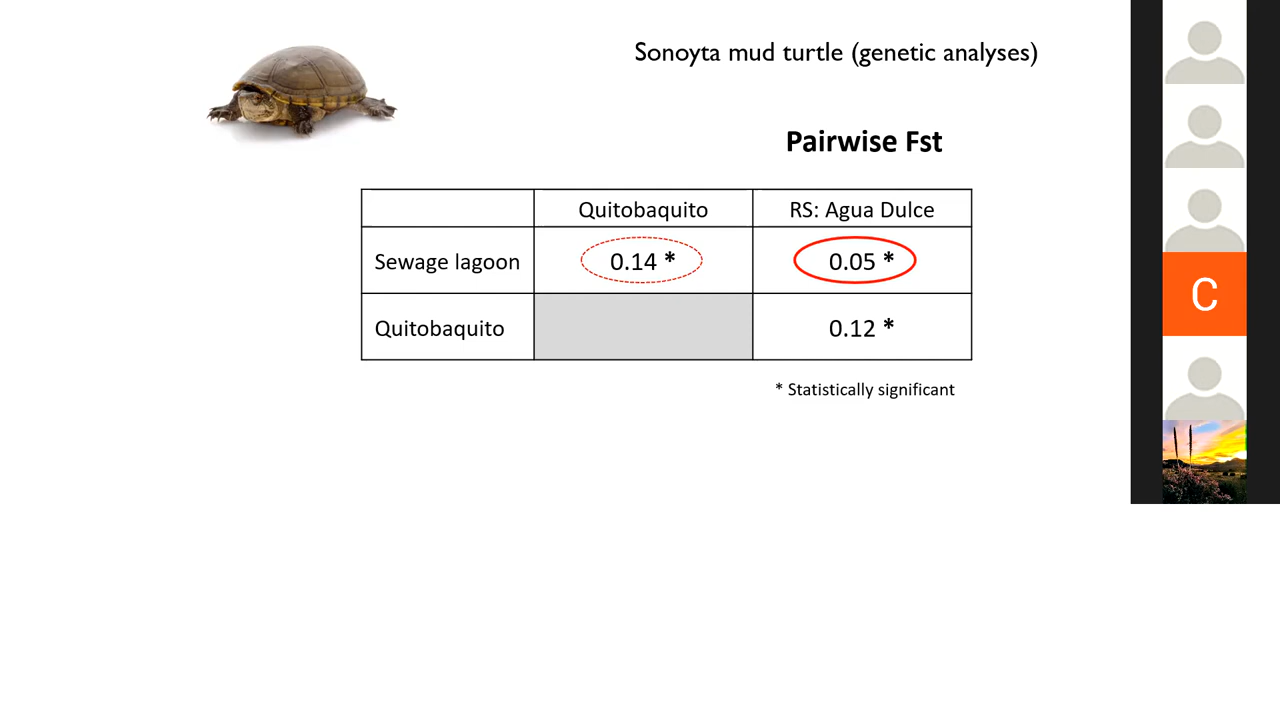 Sonoyta mud turtle (genetic analyses)
Pairwise Fst
Quitobaquito RS: Agua Dulce
Sewage lagoon 0.14 * 0.05 *
Quitobaquito 0.12 *
* Statistically significant
C